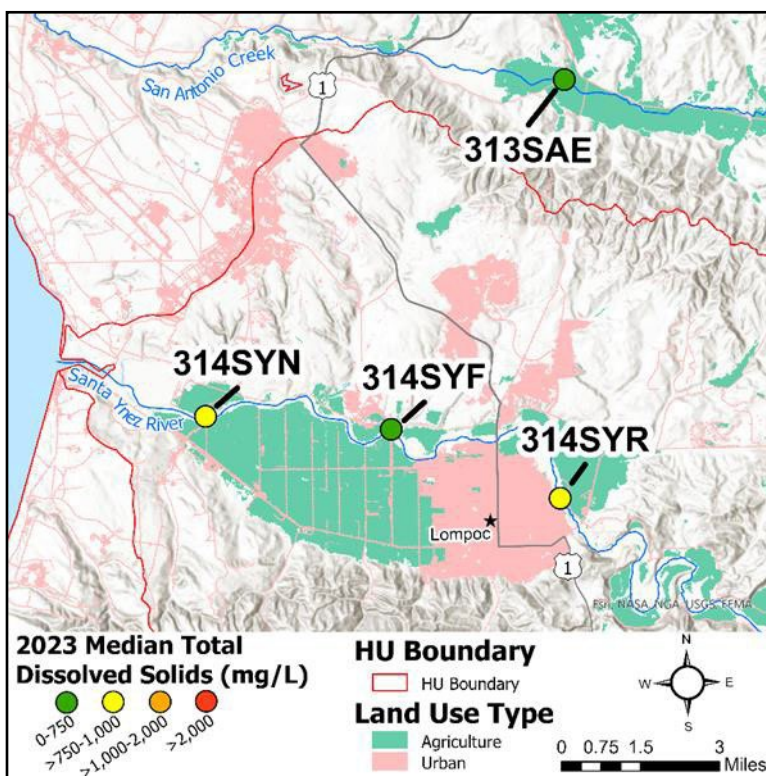 San Antonio Creek
1
313SAE
314SYN
314SYF
Santa Ynez River
314SYR
Lompoc
1
Esri, NASA, NGA, USGS, FEMA
2023 Median Total
Dissolved Solids (mg/L)
0-750
>750-1,000
>1,000-2,000
>2,000
HU Boundary
HU Boundary
Land Use Type
Agriculture
Urban
N
W
E
S
0 0.75 1.5 3
Miles